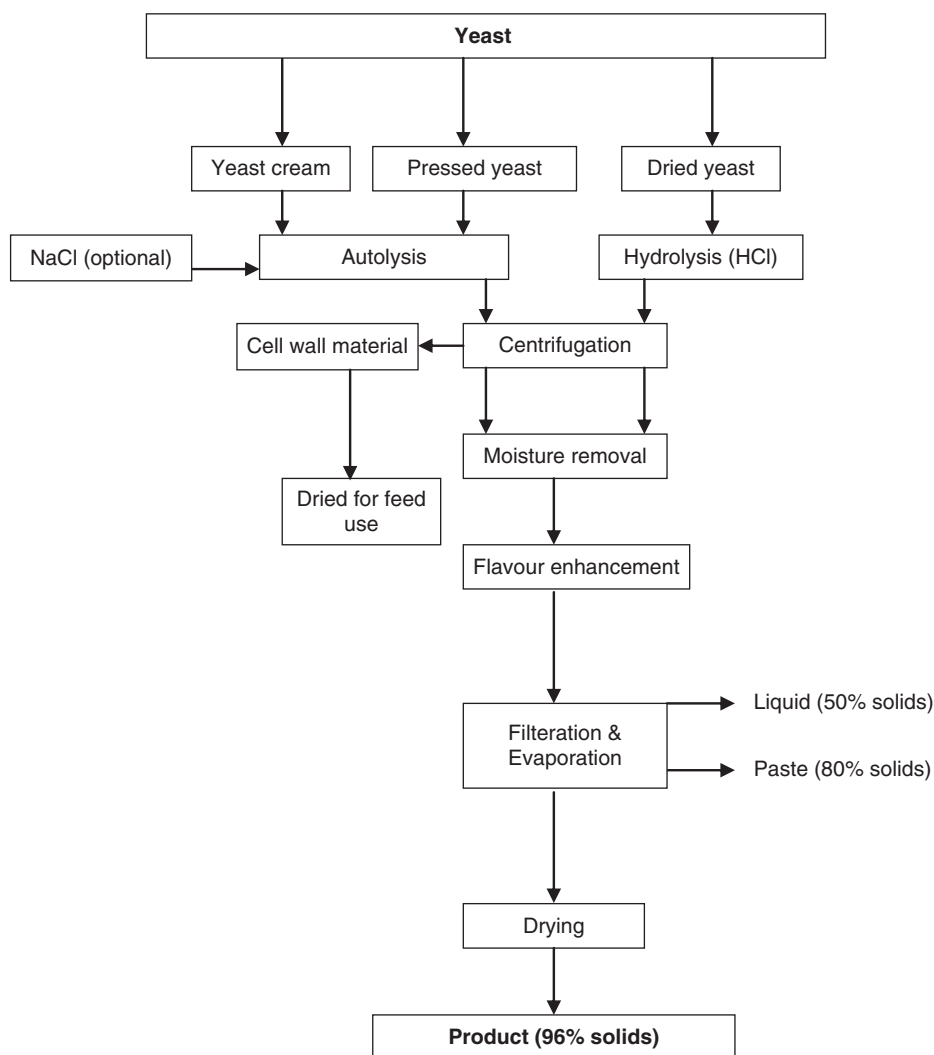 Yeast
Yeast cream
Pressed yeast
Dried yeast
NaCl (optional)
Autolysis
Hydrolysis (HCl)
Cell wall material
Centrifugation
Moisture removal
Dried for feed
use
Flavour enhancement
Liquid (50% solids)
Filteration &
Evaporation
Paste (80% solids)
Drying
Product (96% solids)